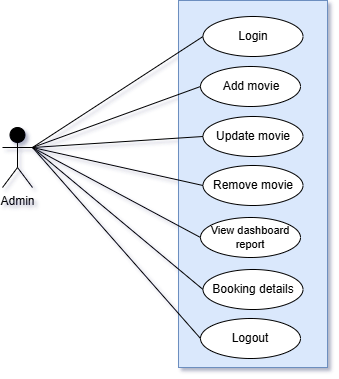 Login
Add movie
Update movie
Remove movie
Admin
View dashboard
report
Booking details
Logout